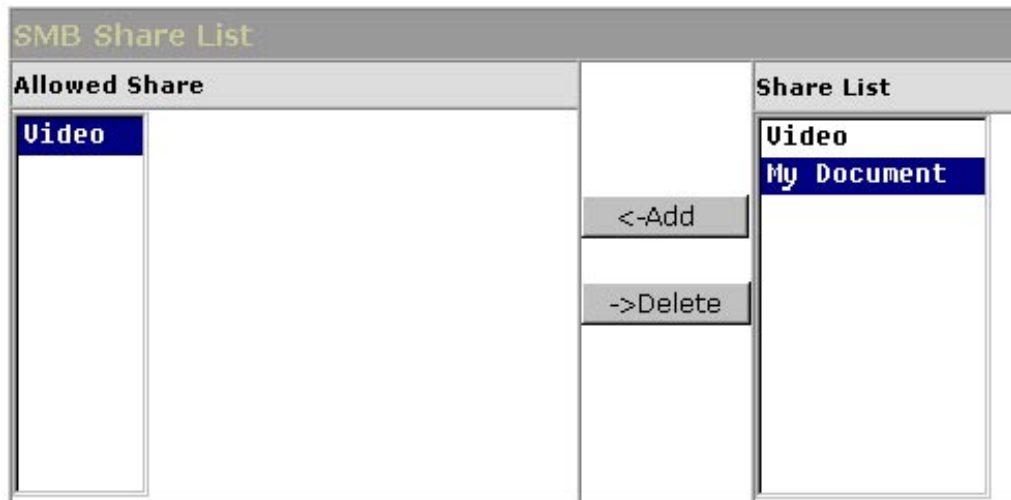 SMB Share List
Allowed Share
Share List
Video
Video
My Document
<-Add
->Delete